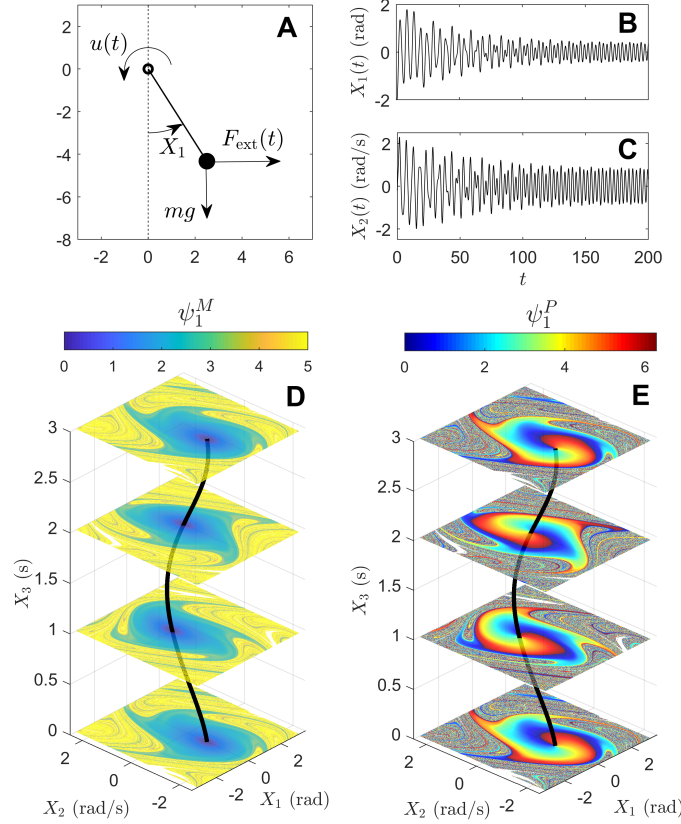 A
u(t)
X₁
F_ext(t)
mg
2
0
-2
-4
-6
-8
-2 0 2 4 6
B
X₁(t) (rad)
2
0
-2
C
X₂(t) (rad/s)
2
0
-2
0 50 100 150 200
t
ψ₁ᴹ
0 1 2 3 4 5
D
X₃ (s)
3
2.5
2
1.5
1
0.5
0
2 0 -2
X₂ (rad/s)
-2 0 2
X₁ (rad)
ψ₁ᴾ
0 2 4 6
E
X₃ (s)
3
2.5
2
1.5
1
0.5
0
2 0 -2
X₂ (rad/s)
-2 0 2
X₁ (rad)